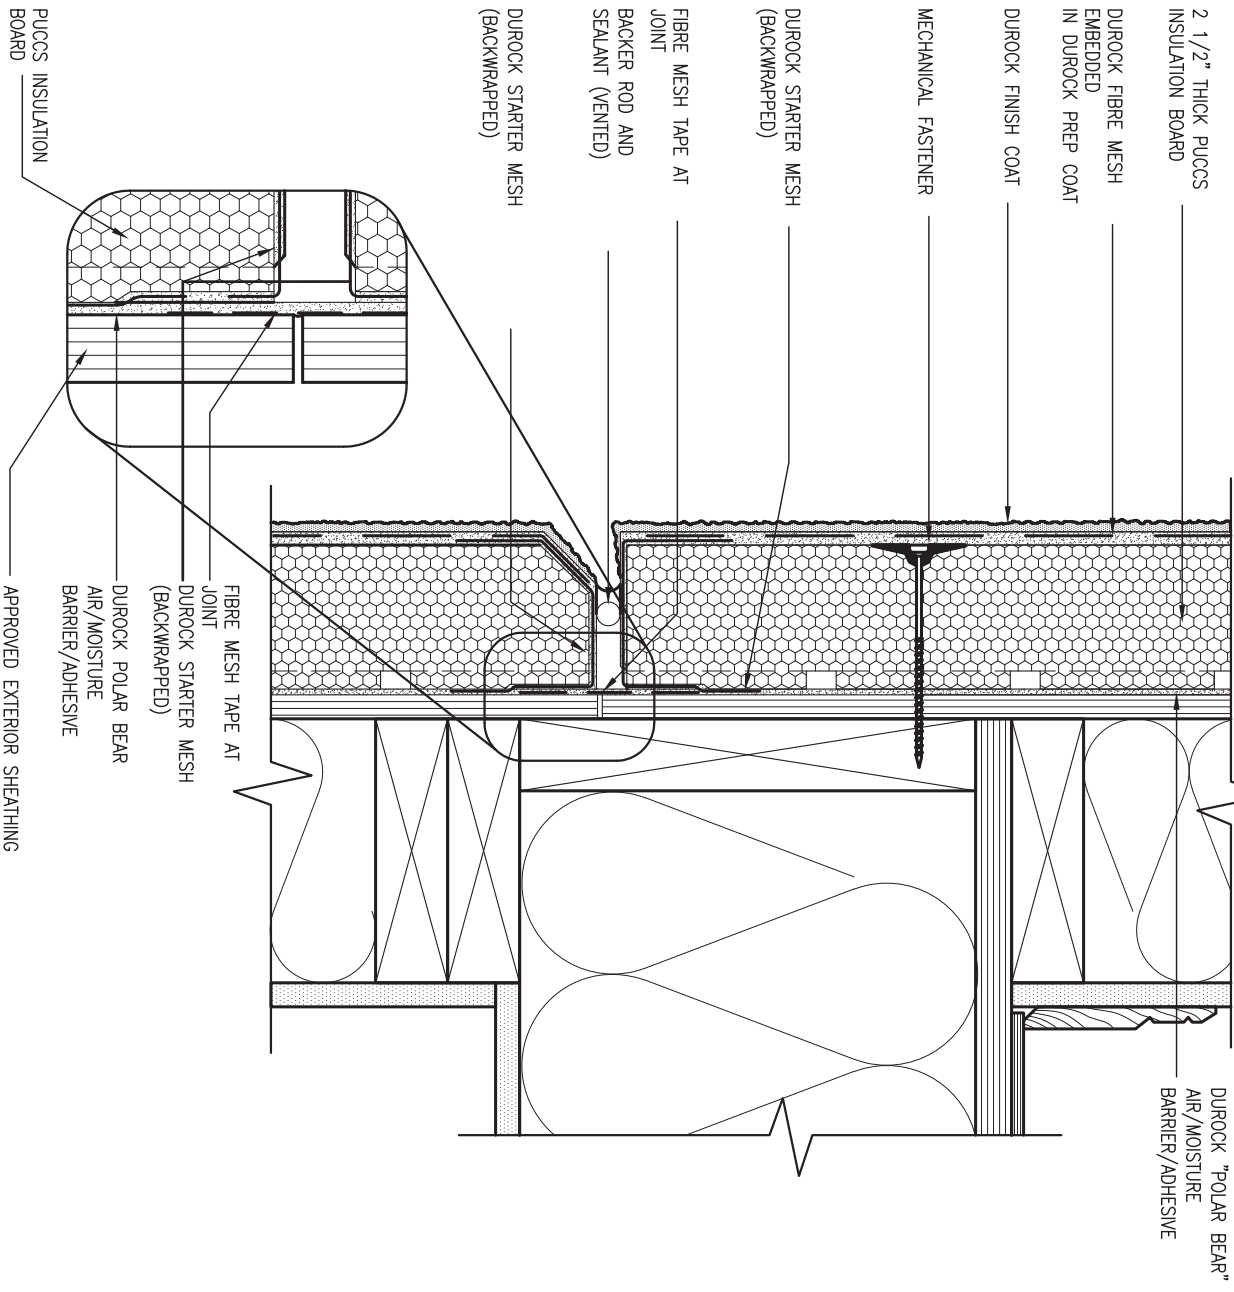 2 1/2" THICK PUCCS
INSULATION BOARD
DUROCK FIBRE MESH
EMBEDDED
IN DUROCK PREP COAT
DUROCK FINISH COAT
MECHANICAL FASTENER
DUROCK STARTER MESH
(BACKWRAPPED)
FIBRE MESH TAPE AT
JOINT
BACKER ROD AND
SEALANT (VENTED)
DUROCK STARTER MESH
(BACKWRAPPED)
PUCCS INSULATION
BOARD
DUROCK "POLAR BEAR"
AIR/MOISTURE
BARRIER/ADHESIVE
FIBRE MESH TAPE AT
JOINT
DUROCK STARTER MESH
(BACKWRAPPED)
DUROCK POLAR BEAR
AIR/MOISTURE
BARRIER/ADHESIVE
APPROVED EXTERIOR SHEATHING